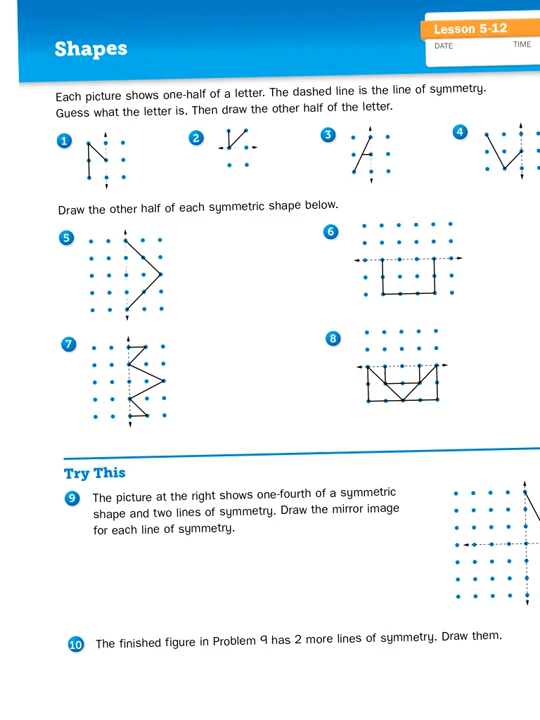 Lesson 5-12
Shapes
DATE TIME
Each picture shows one-half of a letter. The dashed line is the line of symmetry.
Guess what the letter is. Then draw the other half of the letter.
1 2 3 4
Draw the other half of each symmetric shape below.
5 6
7 8
Try This
9 The picture at the right shows one-fourth of a symmetric
shape and two lines of symmetry. Draw the mirror image
for each line of symmetry.
10 The finished figure in Problem 9 has 2 more lines of symmetry. Draw them.